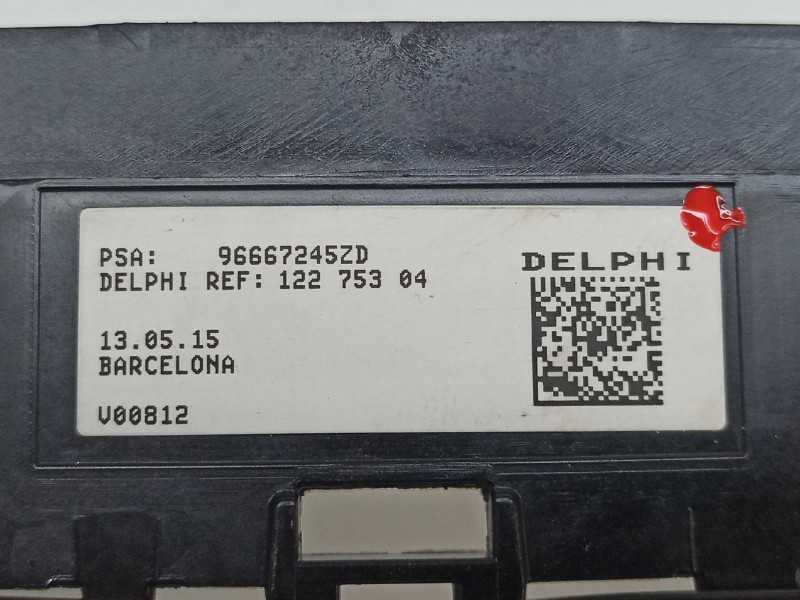 PSA: 96667245ZD
DELPHI REF: 122 753 04
DELPHI
13.05.15
BARCELONA
V00812